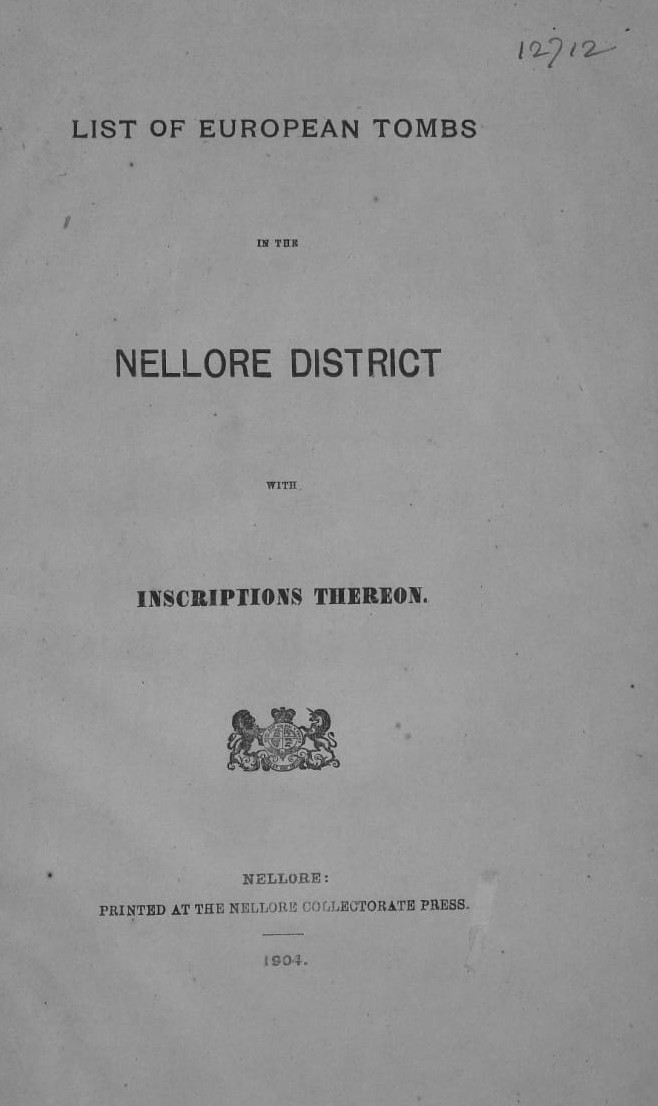 12712
LIST OF EUROPEAN TOMBS
IN THE
NELLORE DISTRICT
WITH
INSCRIPTIONS THEREON.
NELLORE:
PRINTED AT THE NELLORE COLLECTORATE PRESS.
1904.